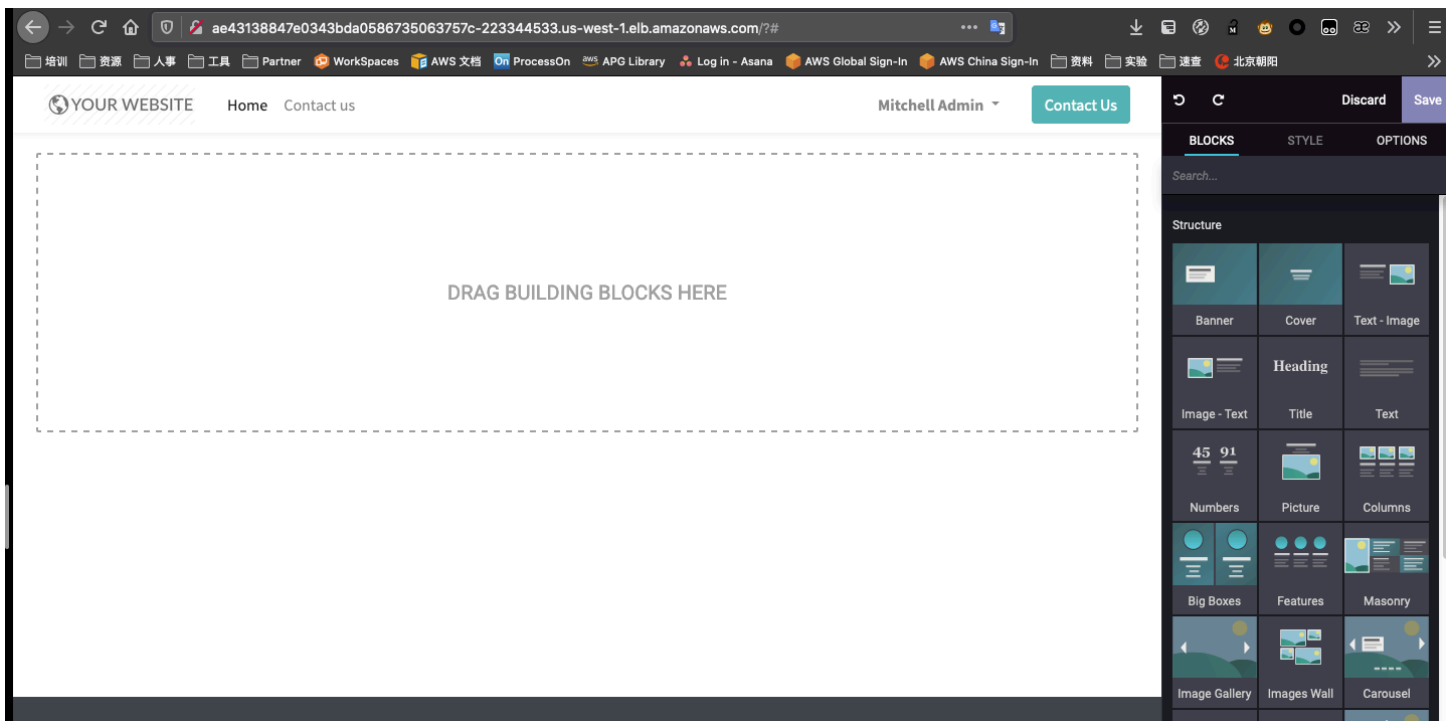 ae43138847e0343bda0586735063757c-223344533.us-west-1.elb.amazonaws.com/?#
培训 资源 人事 工具 Partner WorkSpaces AWS 文档 On ProcessOn aws APG Library Log in - Asana AWS Global Sign-In AWS China Sign-In 资料 实验 速查 北京朝阳
YOUR WEBSITE Home Contact us Mitchell Admin Contact Us
Discard Save
BLOCKS STYLE OPTIONS
Search...
Structure
DRAG BUILDING BLOCKS HERE
Banner Cover Text - Image
Heading
Image - Text Title Text
45 91
Numbers Picture Columns
Big Boxes Features Masonry
Image Gallery Images Wall Carousel